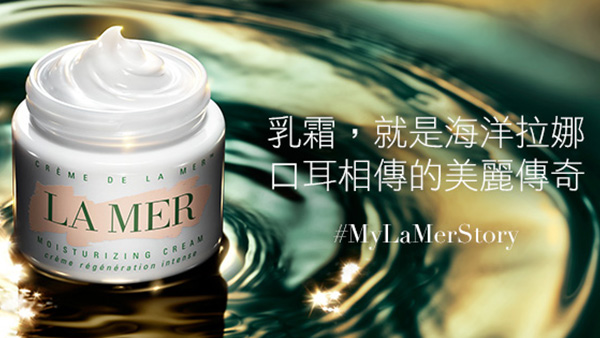 CRÈME DE LA MER™
LA MER
MOISTURIZING CREAM
crème régénération intense
乳霜，就是海洋拉娜
口耳相傳的美麗傳奇
#MyLaMerStory